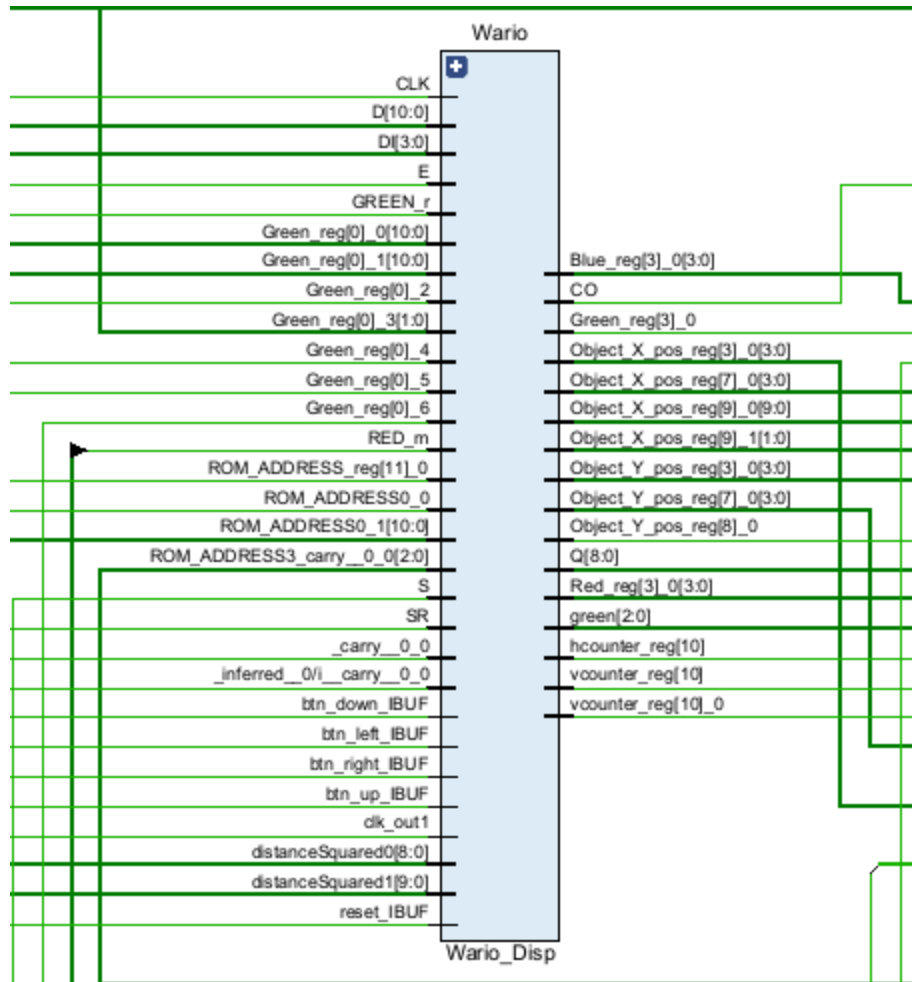 Wario
CLK
D[10:0]
DI[3:0]
E
GREEN_r
Green_reg[0]_0[10:0]
Green_reg[0]_1[10:0]
Green_reg[0]_2
Green_reg[0]_3[1:0]
Green_reg[0]_4
Green_reg[0]_5
Green_reg[0]_6
RED_m
ROM_ADDRESS_reg[11]_0
ROM_ADDRESS0_0
ROM_ADDRESS0_1[10:0]
ROM_ADDRESS3_carry__0_0[2:0]
S
SR
_carry__0_0
_inferred__0/i__carry__0_0
btn_down_IBUF
btn_left_IBUF
btn_right_IBUF
btn_up_IBUF
clk_out1
distanceSquared0[8:0]
distanceSquared1[9:0]
reset_IBUF
Blue_reg[3]_0[3:0]
CO
Green_reg[3]_0
Object_X_pos_reg[3]_0[3:0]
Object_X_pos_reg[7]_0[3:0]
Object_X_pos_reg[9]_0[9:0]
Object_X_pos_reg[9]_1[1:0]
Object_Y_pos_reg[3]_0[3:0]
Object_Y_pos_reg[7]_0[3:0]
Object_Y_pos_reg[8]_0
Q[8:0]
Red_reg[3]_0[3:0]
green[2:0]
hcounter_reg[10]
vcounter_reg[10]
vcounter_reg[10]_0
Wario_Disp